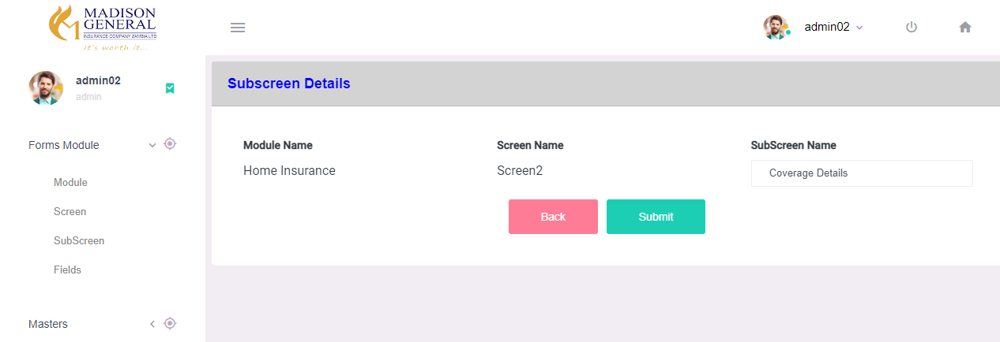 MADISON
GENERAL
INSURANCE COMPANY ZAMBIA LTD
It's worth it...
admin02
admin02
admin
Forms Module
Module
Screen
SubScreen
Fields
Masters
Subscreen Details
Module Name
Screen Name
SubScreen Name
Home Insurance
Screen2
Coverage Details
Back
Submit